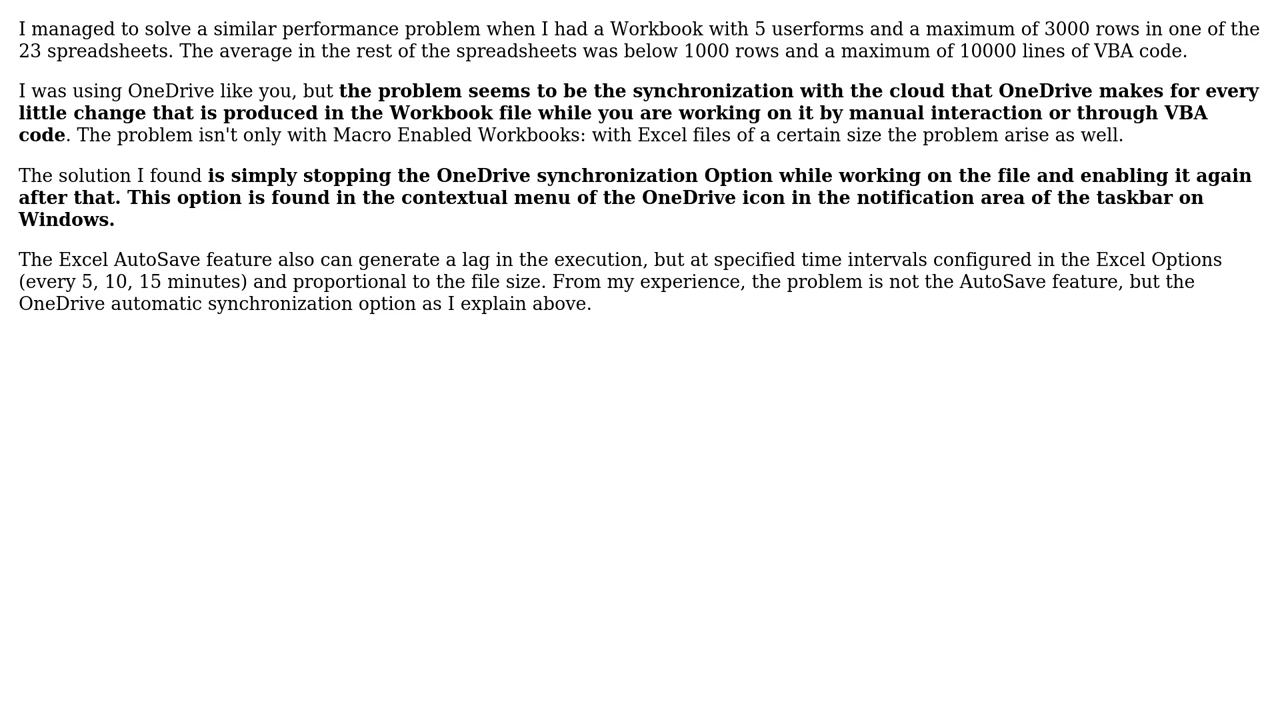 I managed to solve a similar performance problem when I had a Workbook with 5 userforms and a maximum of 3000 rows in one of the
23 spreadsheets. The average in the rest of the spreadsheets was below 1000 rows and a maximum of 10000 lines of VBA code.
I was using OneDrive like you, but the problem seems to be the synchronization with the cloud that OneDrive makes for every
little change that is produced in the Workbook file while you are working on it by manual interaction or through VBA
code. The problem isn't only with Macro Enabled Workbooks: with Excel files of a certain size the problem arise as well.
The solution I found is simply stopping the OneDrive synchronization Option while working on the file and enabling it again
after that. This option is found in the contextual menu of the OneDrive icon in the notification area of the taskbar on
Windows.
The Excel AutoSave feature also can generate a lag in the execution, but at specified time intervals configured in the Excel Options
(every 5, 10, 15 minutes) and proportional to the file size. From my experience, the problem is not the AutoSave feature, but the
OneDrive automatic synchronization option as I explain above.